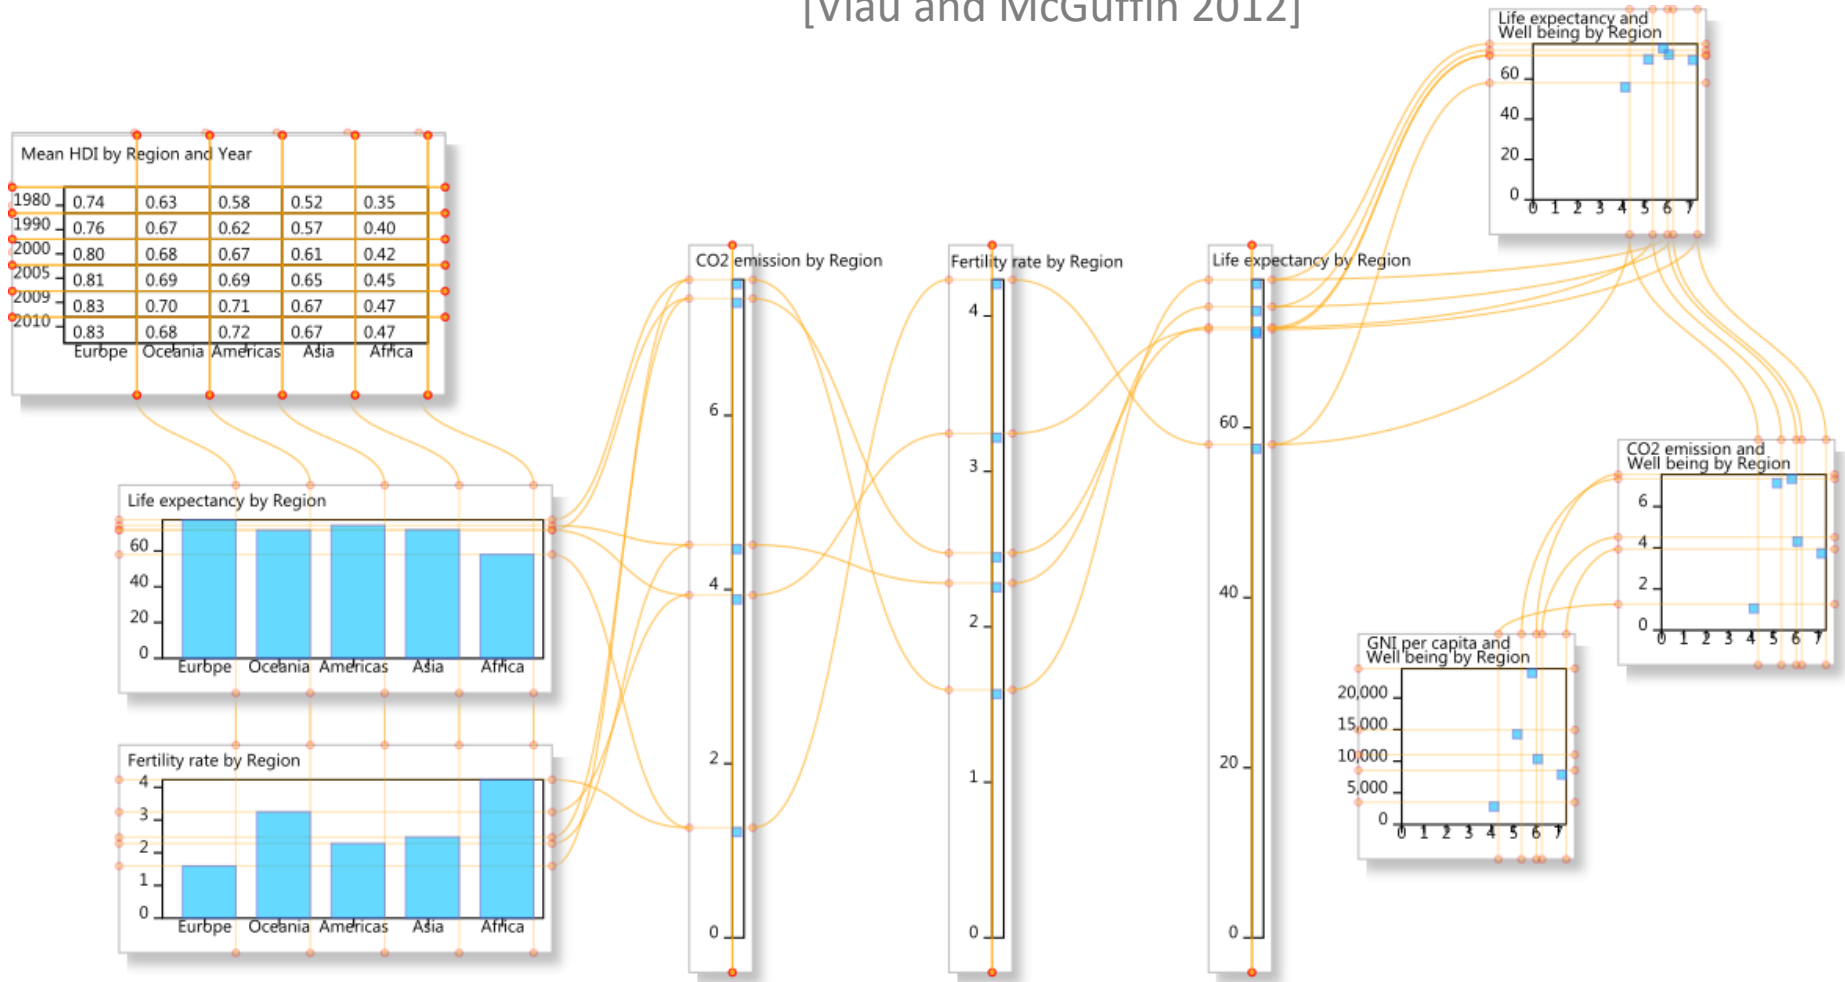 [Viau and McGuffin 2012]
Mean HDI by Region and Year
1980 0.74 0.63 0.58 0.52 0.35
1990 0.76 0.67 0.62 0.57 0.40
2000 0.80 0.68 0.67 0.61 0.42
2005 0.81 0.69 0.69 0.65 0.45
2009 0.83 0.70 0.71 0.67 0.47
2010 0.83 0.68 0.72 0.67 0.47
Europe Oceania Americas Asia Africa
Life expectancy by Region
60
40
20
0
Europe Oceania Americas Asia Africa
Fertility rate by Region
4
3
2
1
0
Europe Oceania Americas Asia Africa
CO2 emission by Region
6
4
2
0
Fertility rate by Region
4
3
2
1
0
Life expectancy by Region
60
40
20
0
Life expectancy and
Well being by Region
60
40
20
0
0 1 2 3 4 5 6 7
CO2 emission and
Well being by Region
6
4
2
0
0 1 2 3 4 5 6 7
GNI per capita and
Well being by Region
20,000
15,000
10,000
5,000
0
0 1 2 3 4 5 6 7